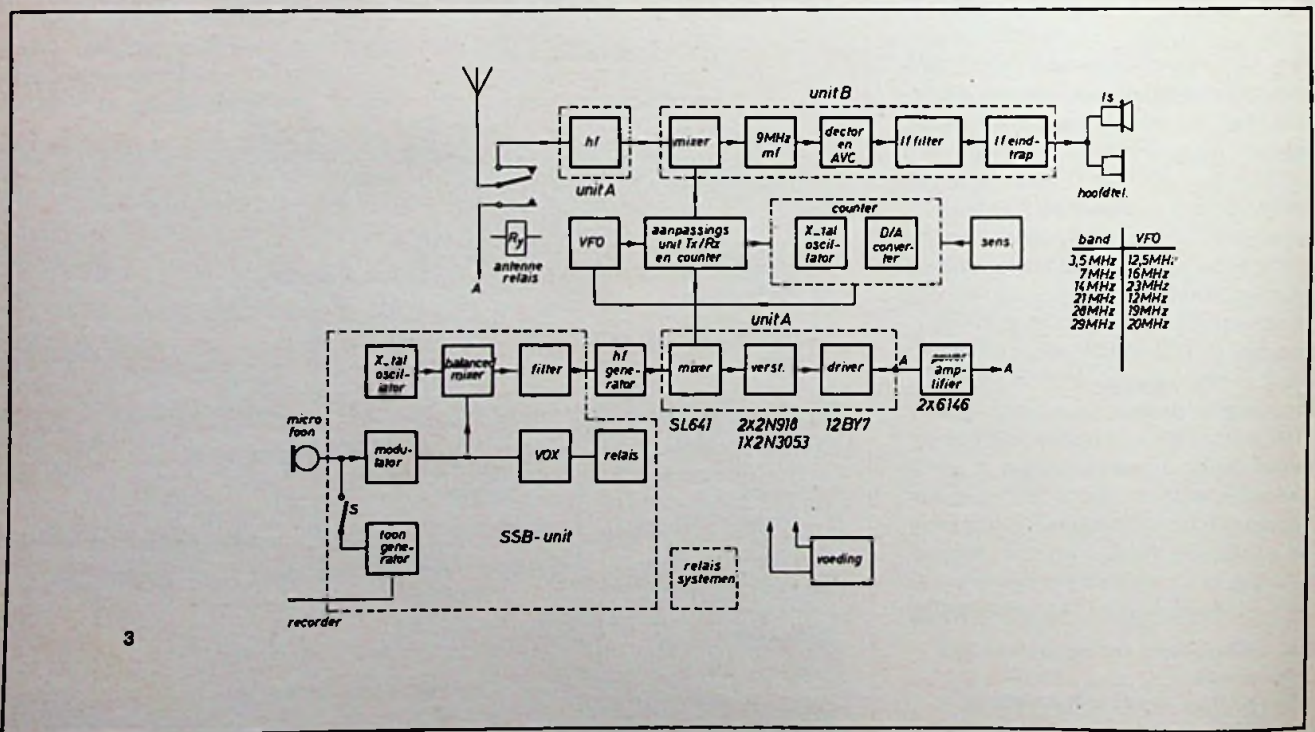 unit B
hf
mixer
9MHz
mf
dector
en
AVC
lf filter
lf eind-
trap
ls
hoofdtel.
unit A
Ry
antenne
relais
A
VFO
aanpassings
unit Tx/Rx
en counter
counter
X_tal
oscil-
lator
D/A
conver-
ter
sens.
band VFO
3,5MHz 12,5MHz
7MHz 16MHz
14MHz 23MHz
21MHz 12MHz
28MHz 19MHz
29MHz 20MHz
unit A
X_tal
oscil-
lator
balanced
mixer
filter
hf
gene-
rator
mixer
verst.
driver
A
amp-
lifier
A
SL641
2X2N918
1X2N3053
12BY7
2X6146
micro
foon
modu-
lator
VOX
relais
S
toon
gene-
rator
SSB-unit
recorder
relais
systemen
voeding
3